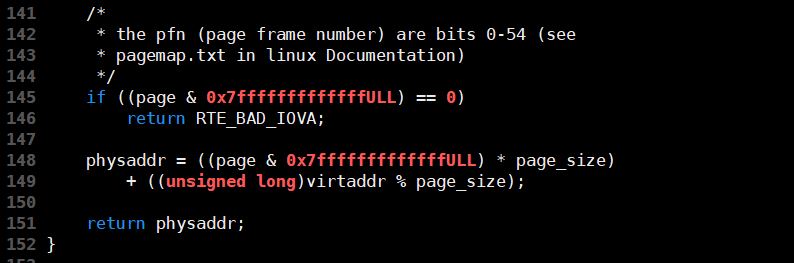 141     /*
142      * the pfn (page frame number) are bits 0-54 (see
143      * pagemap.txt in linux Documentation)
144      */
145     if ((page & 0x7fffffffffffffULL) == 0)
146         return RTE_BAD_IOVA;
147
148     physaddr = ((page & 0x7fffffffffffffULL) * page_size)
149         + ((unsigned long)virtaddr % page_size);
150
151     return physaddr;
152 }